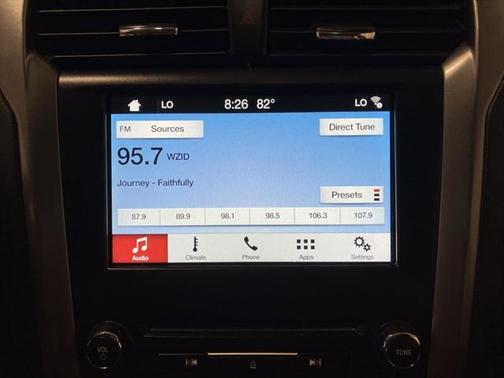 LO 8:26 82° LO
FM Sources Direct Tune
95.7 WZID
Journey - Faithfully
Presets
87.9 89.9 98.1 98.5 106.3 107.9
Audio Climate Phone Apps Settings
VOL TUNE